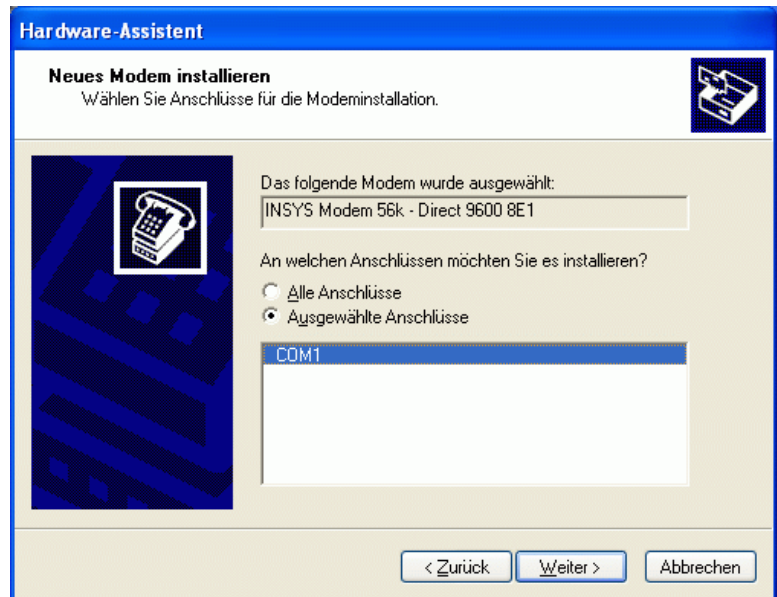 Hardware-Assistent
Neues Modem installieren
Wählen Sie Anschlüsse für die Modeminstallation.
Das folgende Modem wurde ausgewählt:
INSYS Modem 56k - Direct 9600 8E1
An welchen Anschlüssen möchten Sie es installieren?
Alle Anschlüsse
Ausgewählte Anschlüsse
COM1
< Zurück Weiter > Abbrechen